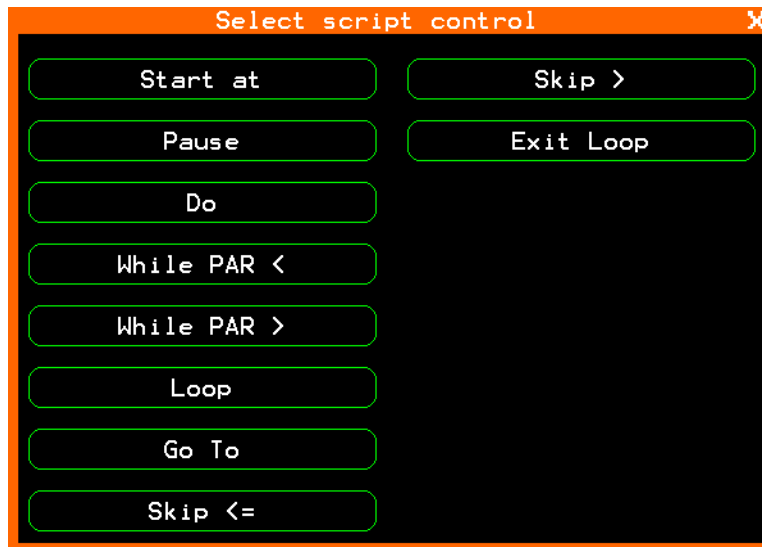 Select script control X
Start at
Pause
Do
While PAR <
While PAR >
Loop
Go To
Skip <=
Skip >
Exit Loop